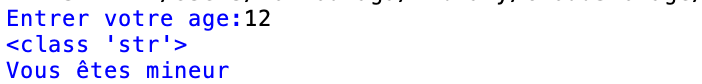 Entrer votre age:12
<class 'str'>
Vous êtes mineur